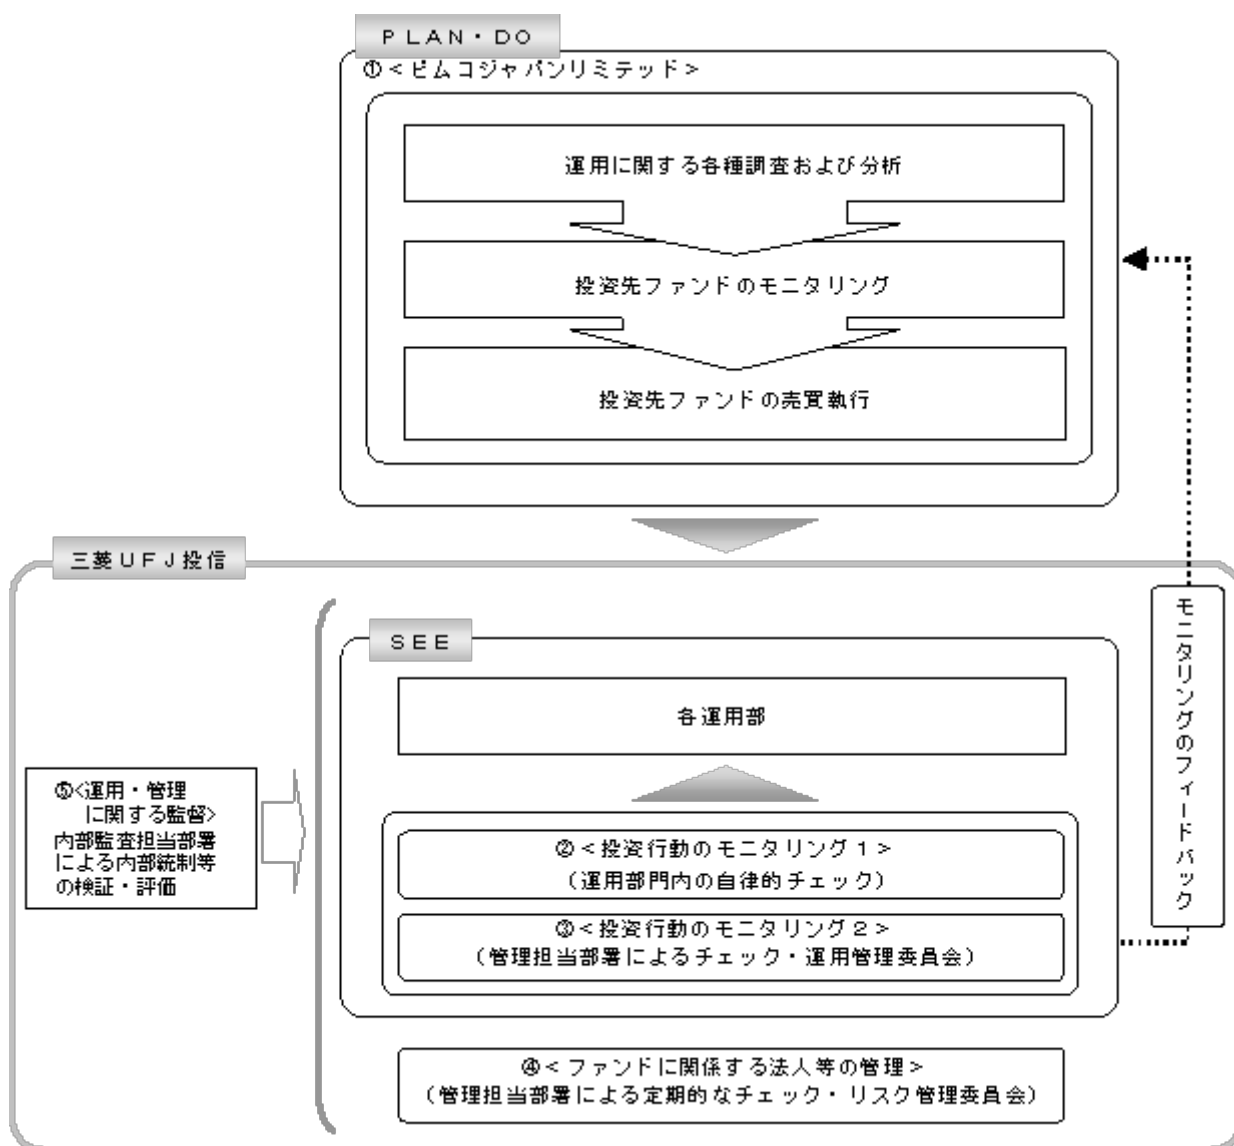 PLAN・DO
①<ピムコジャパンリミテッド>
運用に関する各種調査および分析
投資先ファンドのモニタリング
投資先ファンドの売買執行
三菱UFJ投信
SEE
各運用部
②<投資行動のモニタリング1>
(運用部門内の自律的チェック)
③<投資行動のモニタリング2>
(管理担当部署によるチェック・運用管理委員会)
④<ファンドに関係する法人等の管理>
(管理担当部署による定期的なチェック・リスク管理委員会)
⑤<運用・管理
に関する監督>
内部監査担当部署
による内部統制等
の検証・評価
モニタリングのフィードバック